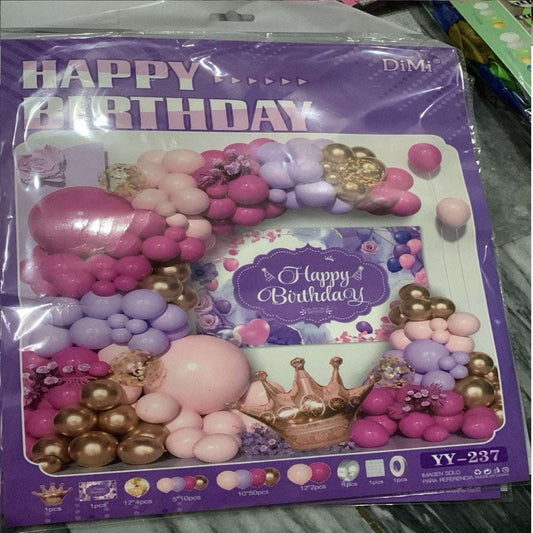 HAPPY
BIRTHDAY
DiMi®
Happy
BirthdaY
YY-237
IMAGEN SOLO
PARA REFERENCIA
1pcs
1pcs
12"4pcs
5"10pcs
10"50pcs
12"2pcs
1pcs
1pcs